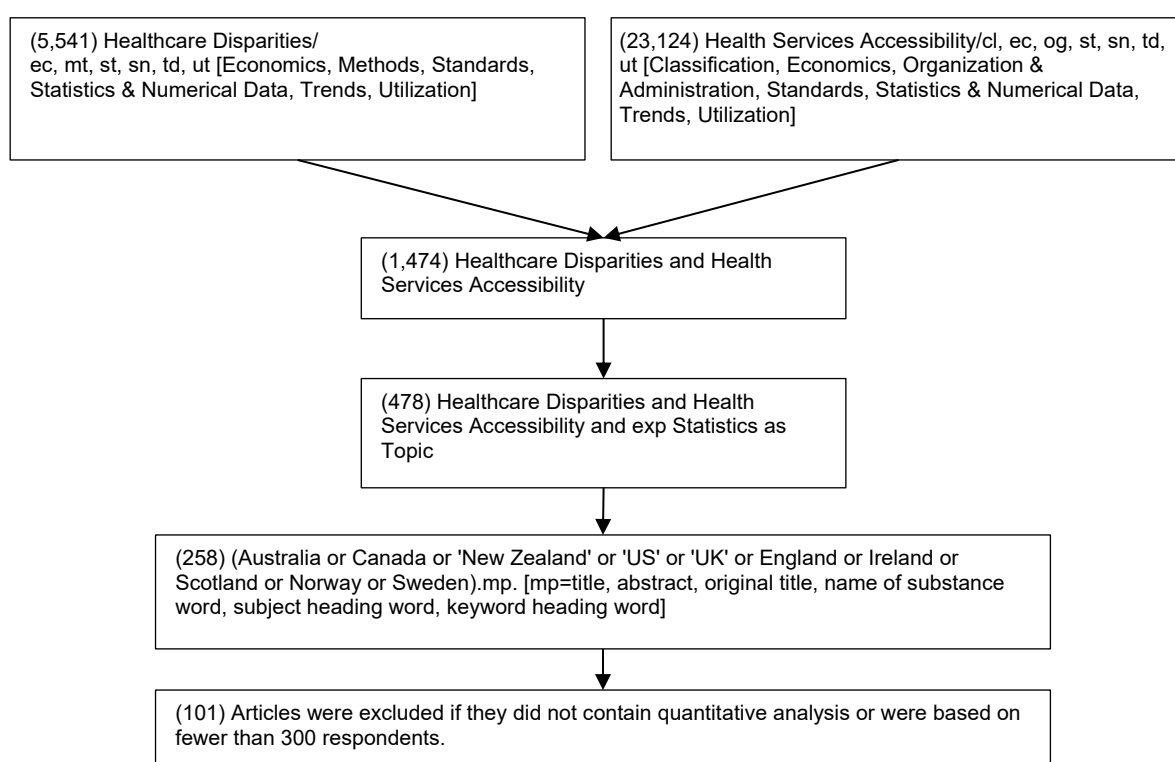 (5,541) Healthcare Disparities/
ec, mt, st, sn, td, ut [Economics, Methods, Standards,
Statistics & Numerical Data, Trends, Utilization]
(23,124) Health Services Accessibility/cl, ec, og, st, sn, td,
ut [Classification, Economics, Organization &
Administration, Standards, Statistics & Numerical Data,
Trends, Utilization]
(1,474) Healthcare Disparities and Health
Services Accessibility
(478) Healthcare Disparities and Health
Services Accessibility and exp Statistics as
Topic
(258) (Australia or Canada or 'New Zealand' or 'US' or 'UK' or England or Ireland or
Scotland or Norway or Sweden).mp. [mp=title, abstract, original title, name of substance
word, subject heading word, keyword heading word]
(101) Articles were excluded if they did not contain quantitative analysis or were based on
fewer than 300 respondents.